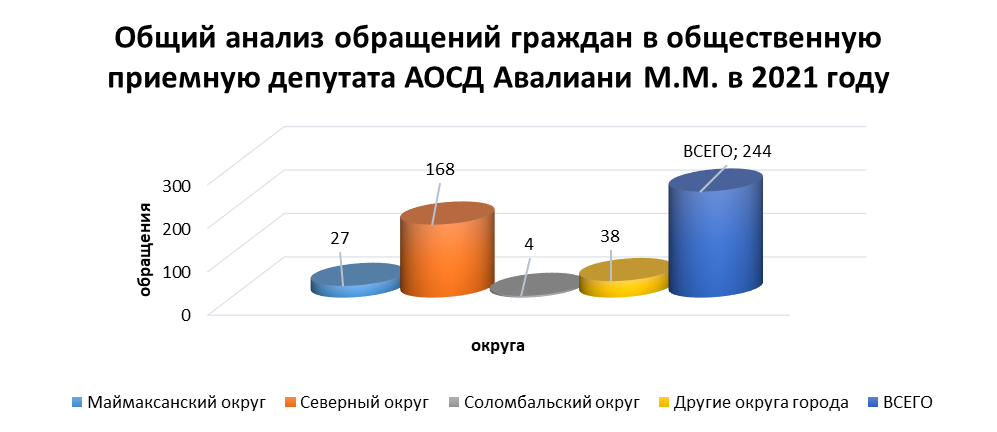 Общий анализ обращений граждан в общественную
приемную депутата АОСД Авалиани М.М. в 2021 году
ВСЕГО; 244
168
27
4
38
300
200
100
0
обращения
округа
Маймаксанский округ
Северный округ
Соломбальский округ
Другие округа города
ВСЕГО